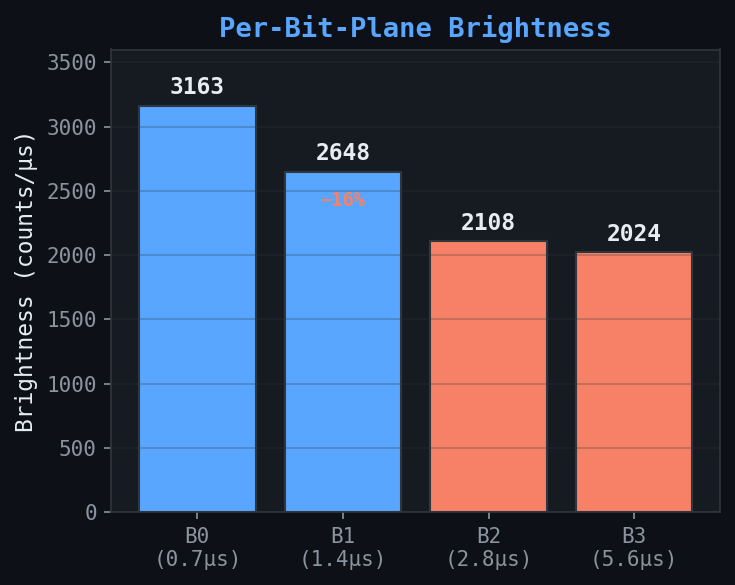 Per-Bit-Plane Brightness
Brightness (counts/μs)
3500
3000
2500
2000
1500
1000
500
0
3163
2648
−16%
2108
2024
B0
(0.7μs)
B1
(1.4μs)
B2
(2.8μs)
B3
(5.6μs)